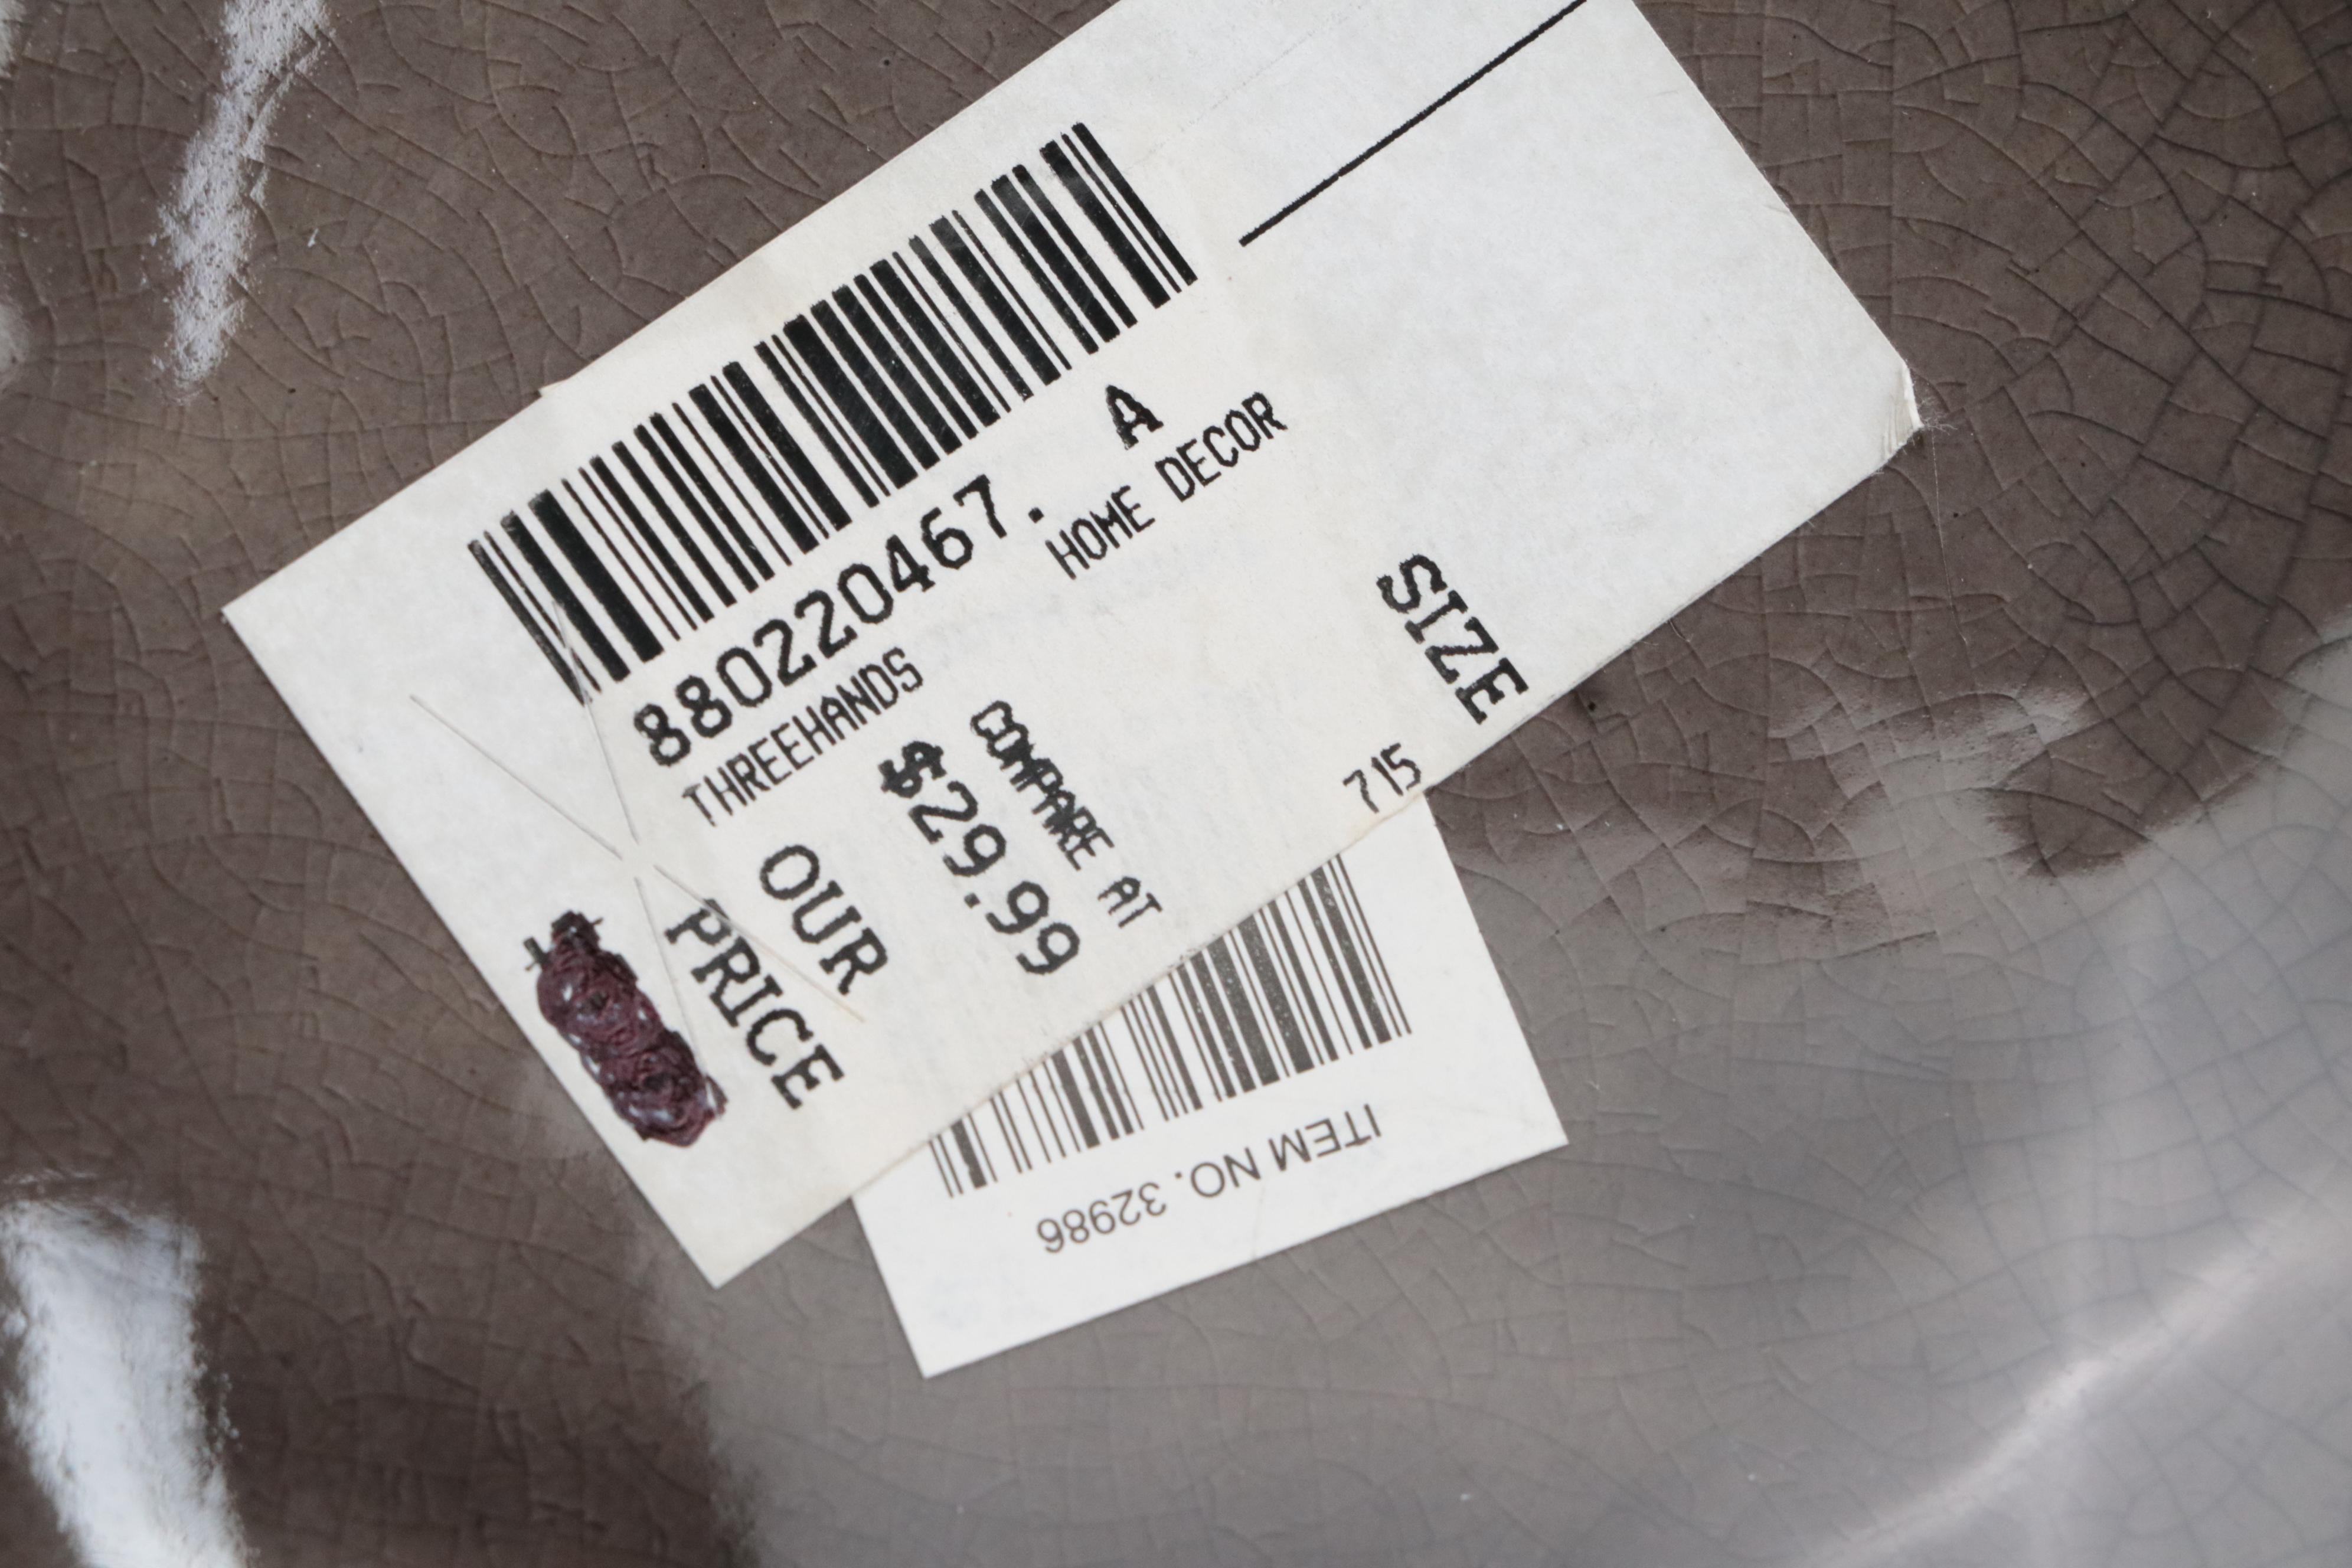 880220467. A
THREEHANDS HOME DECOR
SIZE
715
COMPARE AT
$29.99
OUR
PRICE
ITEM NO. 32986